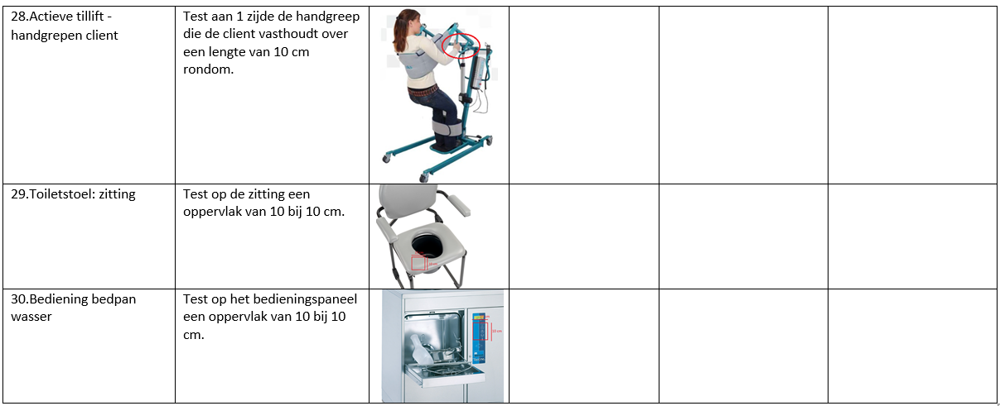 28.Actieve tillift -
handgrepen client
Test aan 1 zijde de handgreep
die de client vasthoudt over
een lengte van 10 cm
rondom.
29.Toiletstoel: zitting
Test op de zitting een
oppervlak van 10 bij 10 cm.
30.Bediening bedpan
wasser
Test op het bedieningspaneel
een oppervlak van 10 bij 10
cm.
10 cm